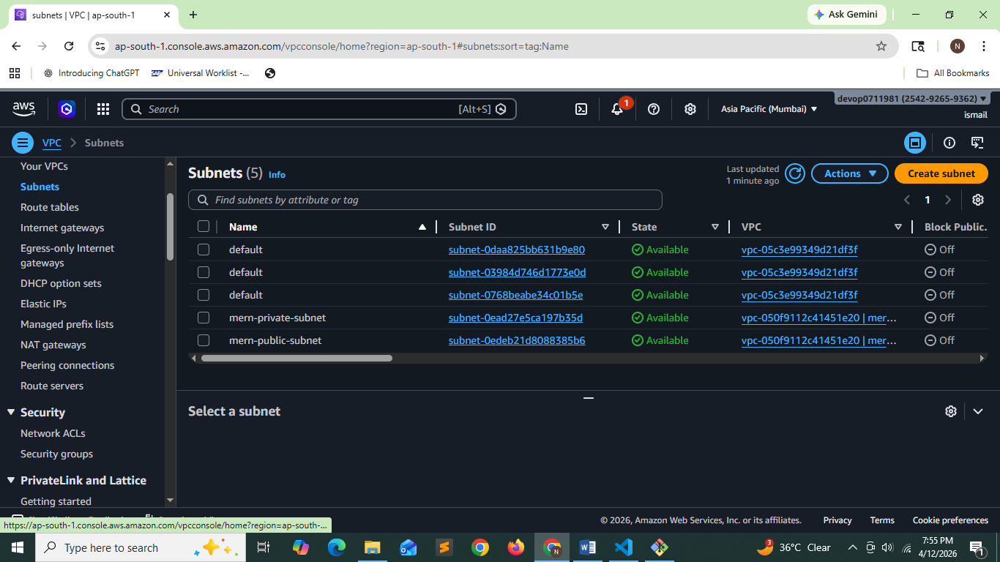 subnets | VPC | ap-south-1
Ask Gemini
ap-south-1.console.aws.amazon.com/vpcconsole/home?region=ap-south-1#subnets:sort=tag:Name
N
Introducing ChatGPT
Universal Worklist -...
All Bookmarks
aws
Search
[Alt+S]
1
Asia Pacific (Mumbai)
devop0711981 (2542-9265-9362)
ismail
VPC
Subnets
Your VPCs
Subnets
Route tables
Internet gateways
Egress-only Internet
gateways
DHCP option sets
Elastic IPs
Managed prefix lists
NAT gateways
Peering connections
Route servers
Security
Network ACLs
Security groups
PrivateLink and Lattice
Getting started
Subnets (5) Info
Last updated
1 minute ago
Actions
Create subnet
Find subnets by attribute or tag
1
Name Subnet ID State VPC Block Public...
default subnet-0daa825bb631b9e80 Available vpc-05c3e99349d21df3f Off
default subnet-03984d746d1773e0d Available vpc-05c3e99349d21df3f Off
default subnet-0768beabe34c01b5e Available vpc-05c3e99349d21df3f Off
mern-private-subnet subnet-0ead27e5ca197b35d Available vpc-050f9112c41451e20 | mer... Off
mern-public-subnet subnet-0edeb21d8088385b6 Available vpc-050f9112c41451e20 | mer... Off
Select a subnet
https://ap-south-1.console.aws.amazon.com/vpcconsole/home?region=ap-south-...
© 2026, Amazon Web Services, Inc. or its affiliates.
Privacy
Terms
Cookie preferences
Type here to search
N
3
36°C Clear
7:55 PM
4/12/2026
1